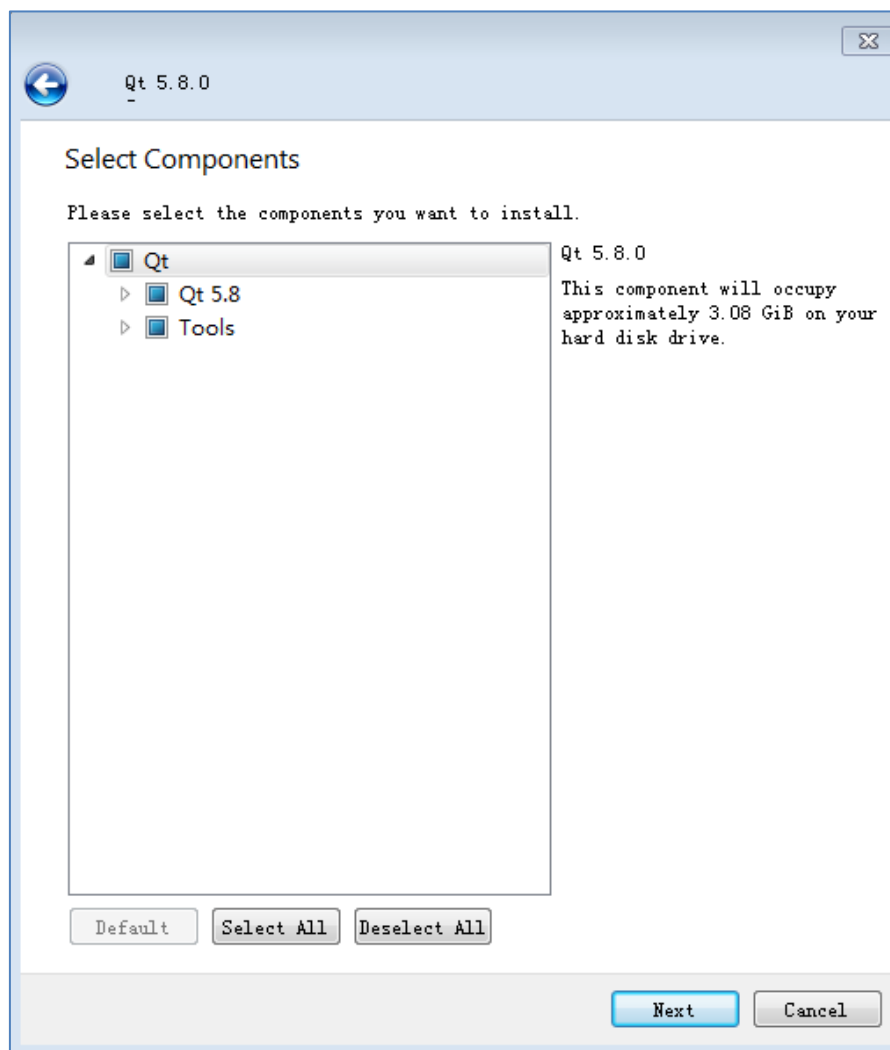 Qt 5.8.0
Select Components
Please select the components you want to install.
Qt
Qt 5.8
Tools
Qt 5.8.0
This component will occupy
approximately 3.08 GiB on your
hard disk drive.
Default
Select All
Deselect All
Next
Cancel